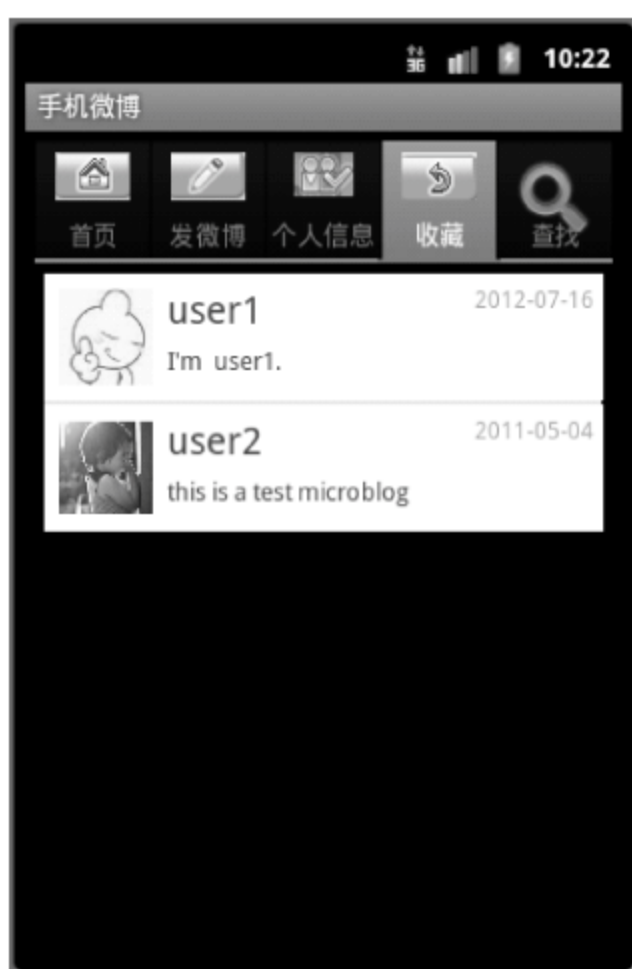 3G 10:22
手机微博
首页 发微博 个人信息 收藏 查找
user1 2012-07-16
I'm user1.
user2 2011-05-04
this is a test microblog